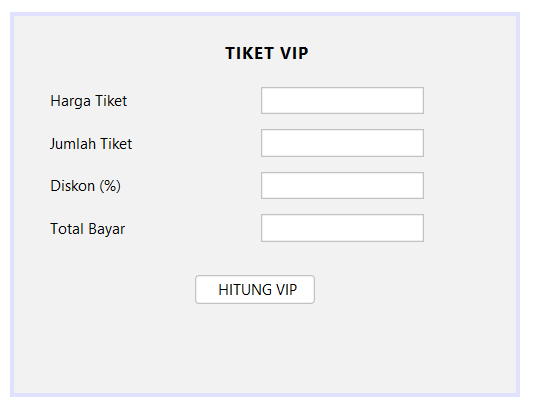 TIKET VIP
Harga Tiket
Jumlah Tiket
Diskon (%)
Total Bayar
HITUNG VIP